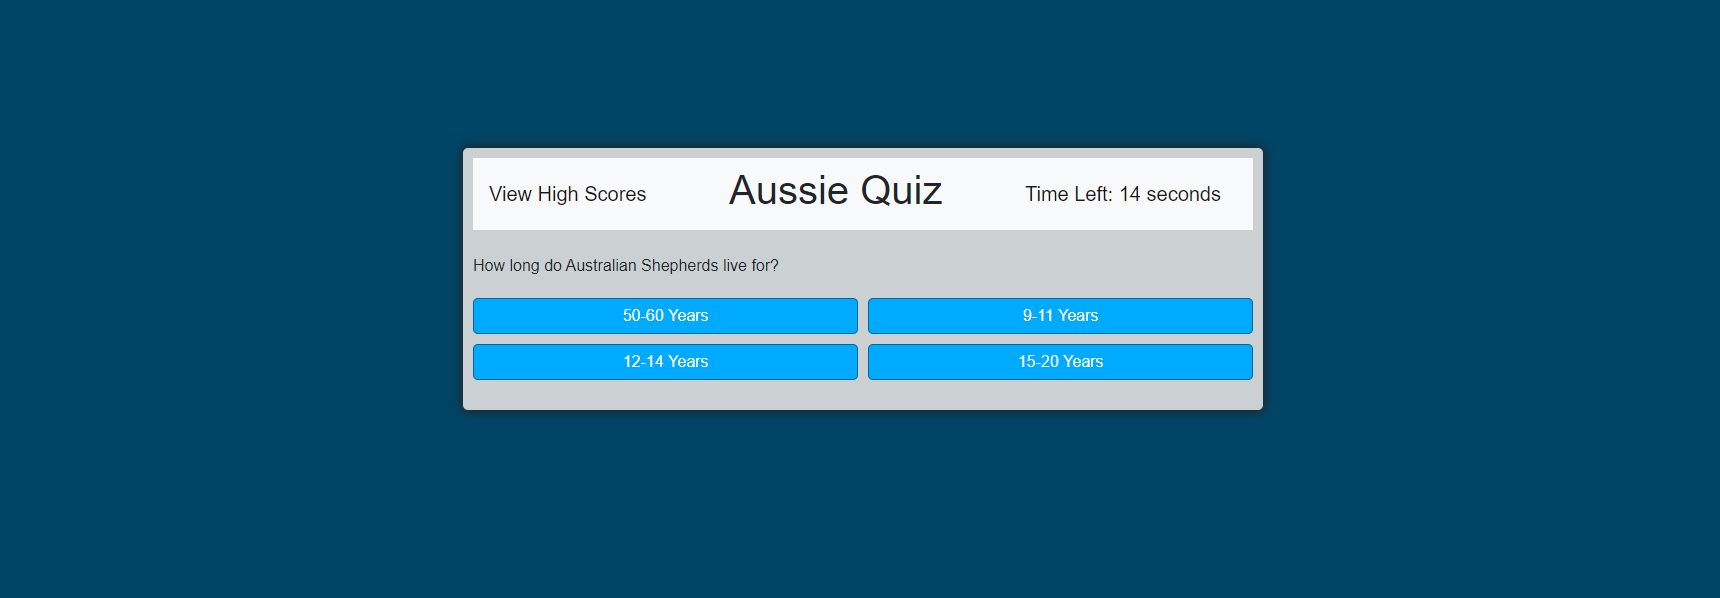 View High Scores
Aussie Quiz
Time Left: 14 seconds
How long do Australian Shepherds live for?
50-60 Years
9-11 Years
12-14 Years
15-20 Years